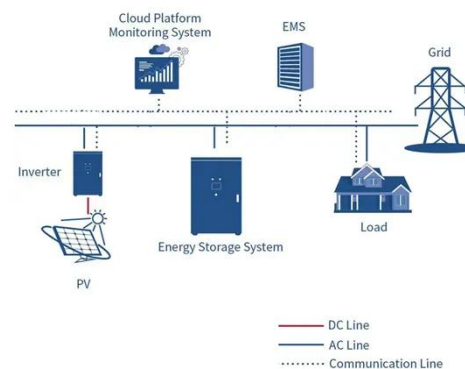 Cloud Platform
Monitoring System
EMS
Grid
Inverter
Energy Storage System
Load
PV
DC Line
AC Line
Communication Line